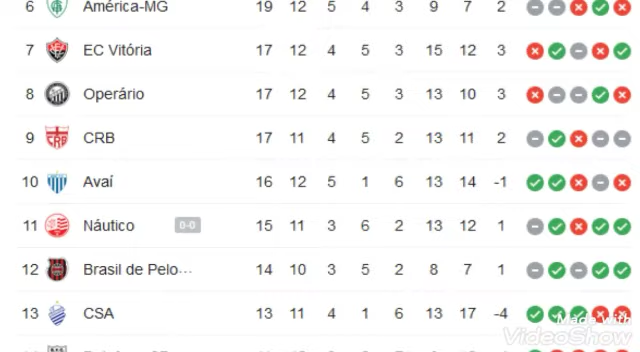 6 América-MG 19 12 5 4 3 9 7 2
7 EC Vitória 17 12 4 5 3 15 12 3
8 Operário 17 12 4 5 3 13 10 3
9 CRB 17 11 4 5 2 13 11 2
10 Avaí 16 12 5 1 6 13 14 -1
11 Náutico 0-0 15 11 3 6 2 13 12 1
12 Brasil de Pelo... 14 10 3 5 2 8 7 1
13 CSA 13 11 4 1 6 13 17 -4
Made with
VideoShow